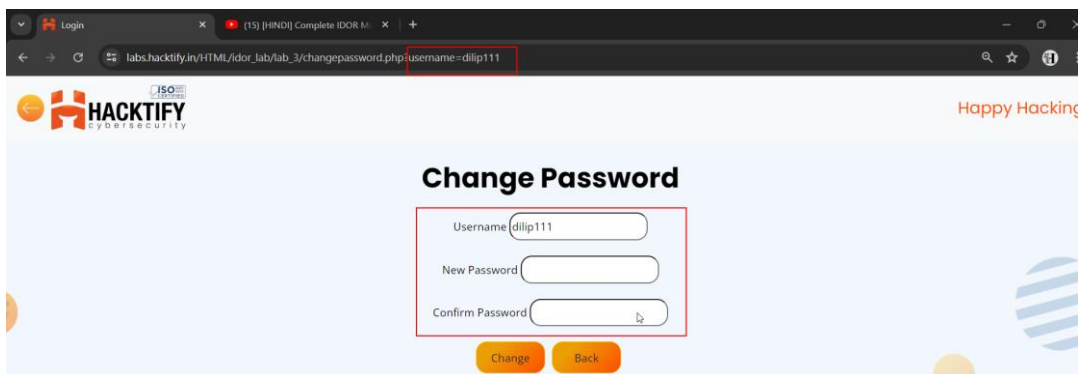 Login
(15) [HINDI] Complete IDOR M
labs.hacktify.in/HTML/idor_lab/lab_3/changepassword.php?username=dilip111
ISO
CERTIFIED
HACKTIFY
cybersecurity
Happy Hacking
Change Password
Username dilip111
New Password
Confirm Password
Change Back